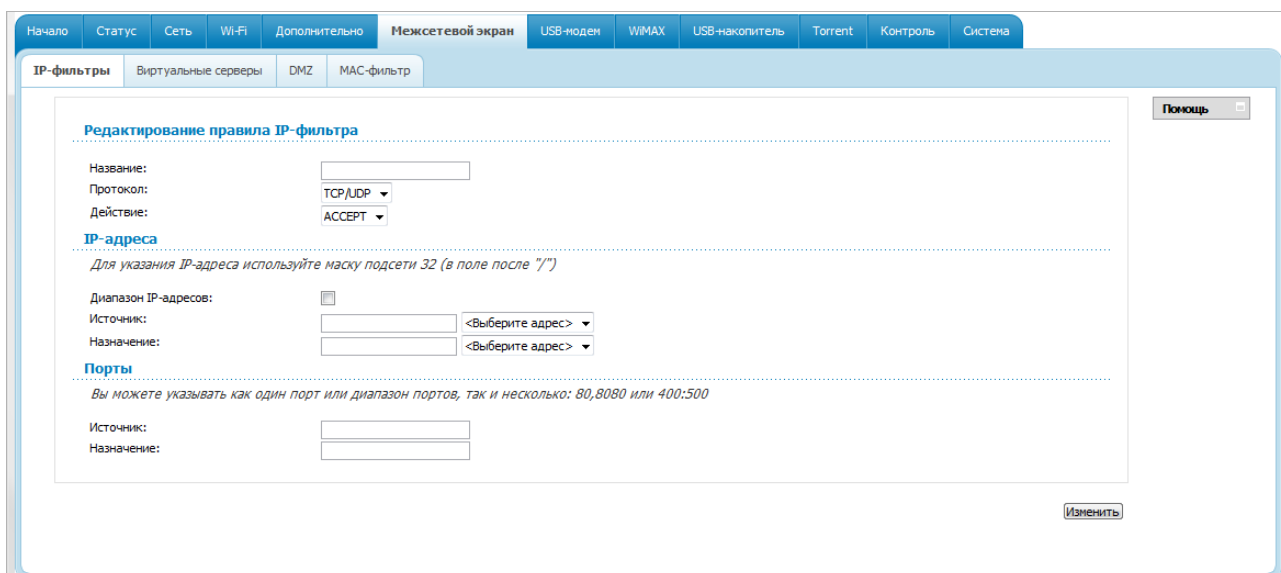 Начало Статус Сеть Wi-Fi Дополнительно Межсетевой экран USB-модем WiMAX USB-накопитель Torrent Контроль Система
IP-фильтры Виртуальные серверы DMZ MAC-фильтр
Помощь
Редактирование правила IP-фильтра
Название:
Протокол: TCP/UDP
Действие: ACCEPT
IP-адреса
Для указания IP-адреса используйте маску подсети 32 (в поле после "/")
Диапазон IP-адресов:
Источник: <Выберите адрес>
Назначение: <Выберите адрес>
Порты
Вы можете указывать как один порт или диапазон портов, так и несколько: 80,8080 или 400:500
Источник:
Назначение:
Изменить